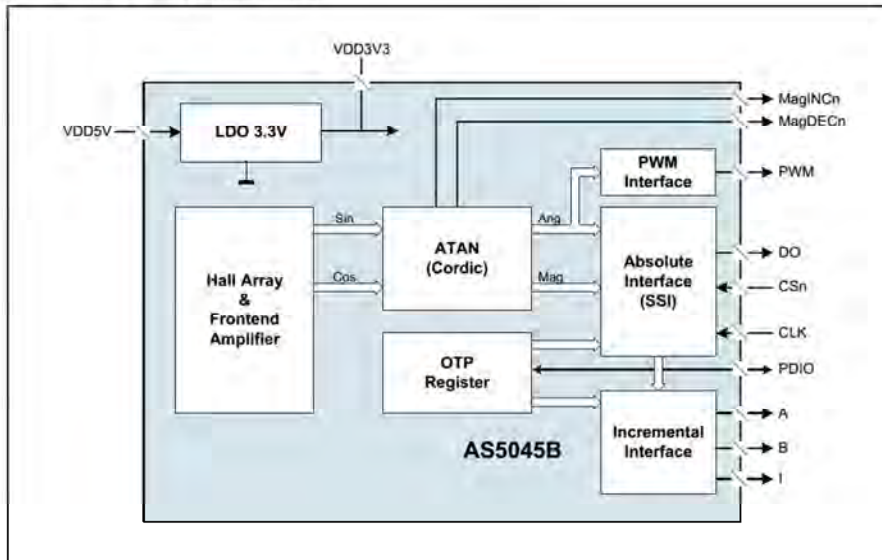 VDD3V3
VDD5V
LDO 3.3V
MagINCn
MagDECn
PWM
Interface
PWM
Hall Array
&
Frontend
Amplifier
Sin
Cos
ATAN
(Cordic)
Ang
Mag
Absolute
Interface
(SSI)
DO
CSn
CLK
OTP
Register
PDIO
AS5045B
Incremental
Interface
A
B
I